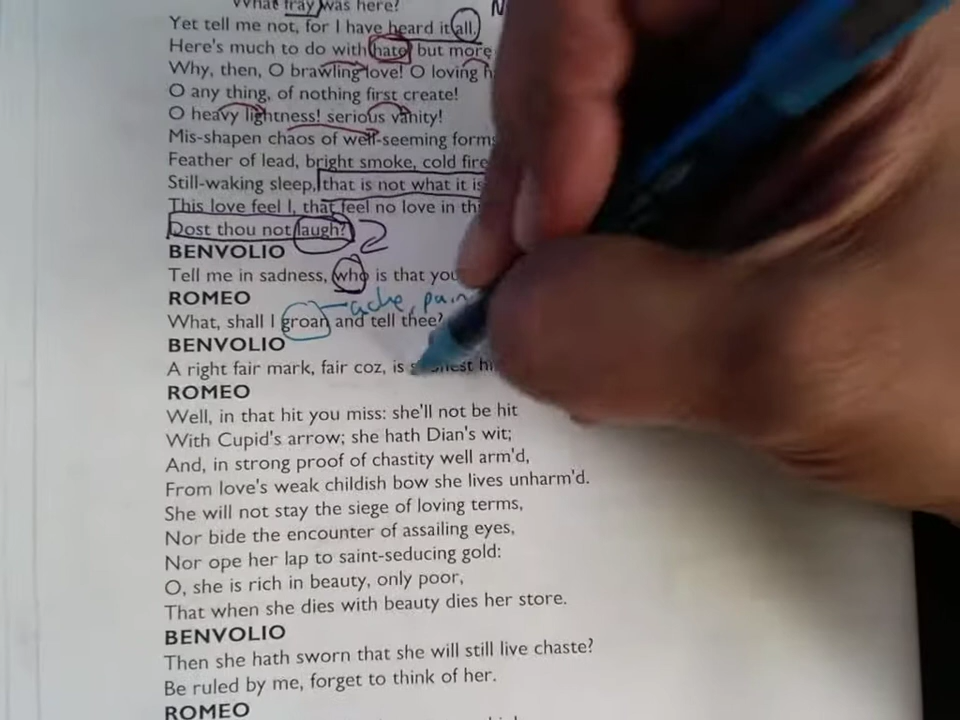 What fray was here?
Yet tell me not, for I have heard it all.
Here's much to do with hate but more
Why, then, O brawling love! O loving h
O any thing, of nothing first create!
O heavy lightness! serious vanity!
Mis-shapen chaos of well-seeming forms
Feather of lead, bright smoke, cold fire
Still-waking sleep, that is not what it is
This love feel I, that feel no love in thi
Dost thou not laugh?
BENVOLIO
Tell me in sadness, who is that you
ROMEO
ache, pain
What, shall I groan and tell thee?
BENVOLIO
A right fair mark, fair coz, is
ROMEO
Well, in that hit you miss: she'll not be hit
With Cupid's arrow; she hath Dian's wit;
And, in strong proof of chastity well arm'd,
From love's weak childish bow she lives unharm'd.
She will not stay the siege of loving terms,
Nor bide the encounter of assailing eyes,
Nor ope her lap to saint-seducing gold:
O, she is rich in beauty, only poor,
That when she dies with beauty dies her store.
BENVOLIO
Then she hath sworn that she will still live chaste?
Be ruled by me, forget to think of her.
ROMEO